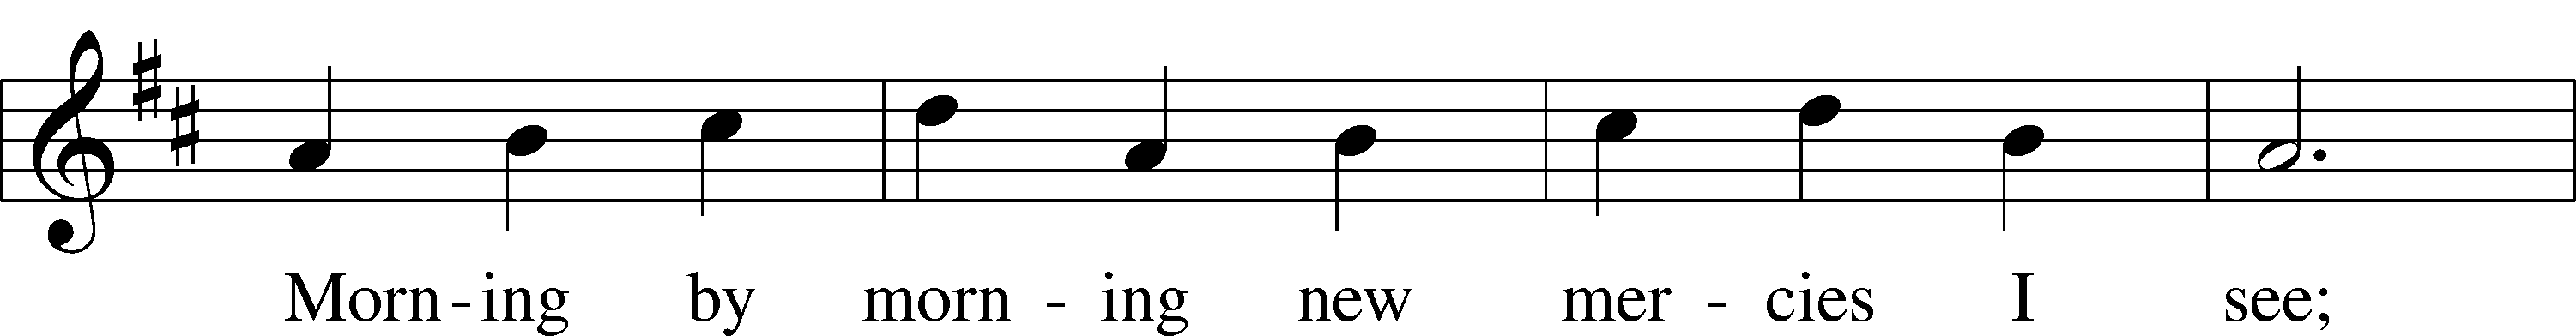 Morn-ing by morn - ing new mer - cies I see;